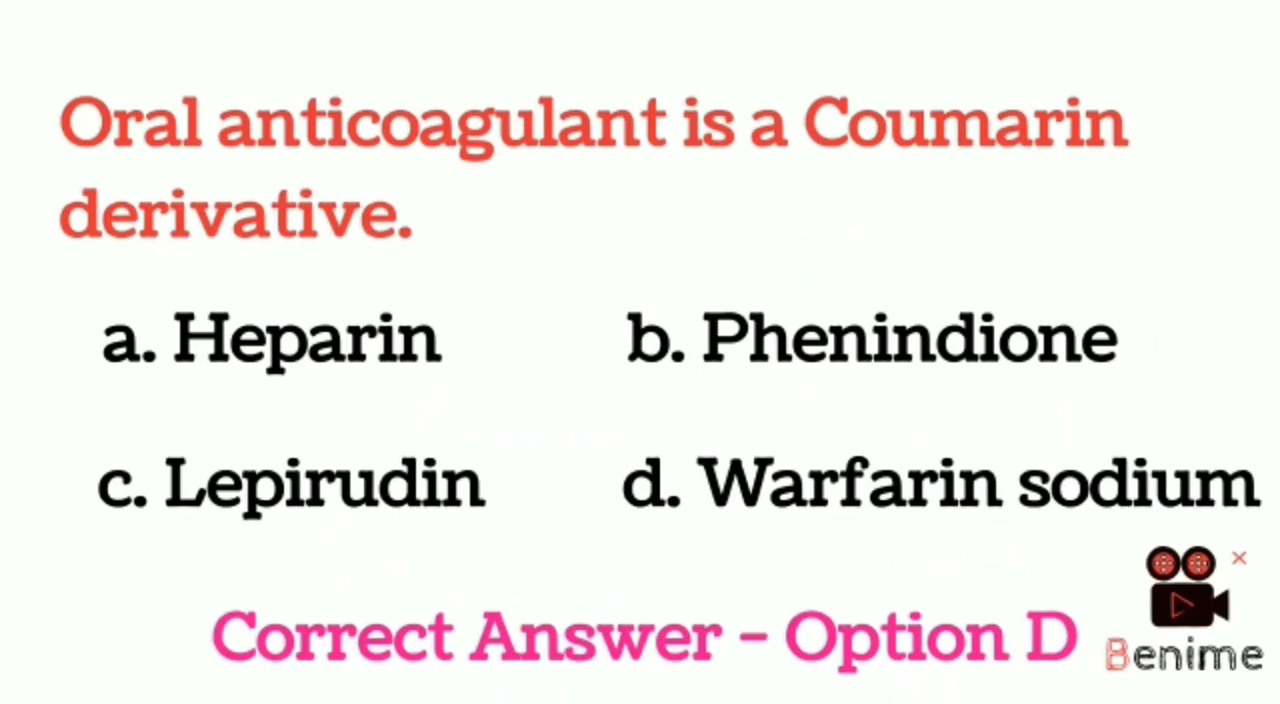 Oral anticoagulant is a Coumarin
derivative.
a. Heparin b. Phenindione
c. Lepirudin d. Warfarin sodium
Correct Answer - Option D
Benime